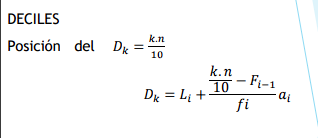 DECILES
Posición del D_k = k.n/10
D_k = L_i + (k.n/10 − F_{i−1})/fi · a_i